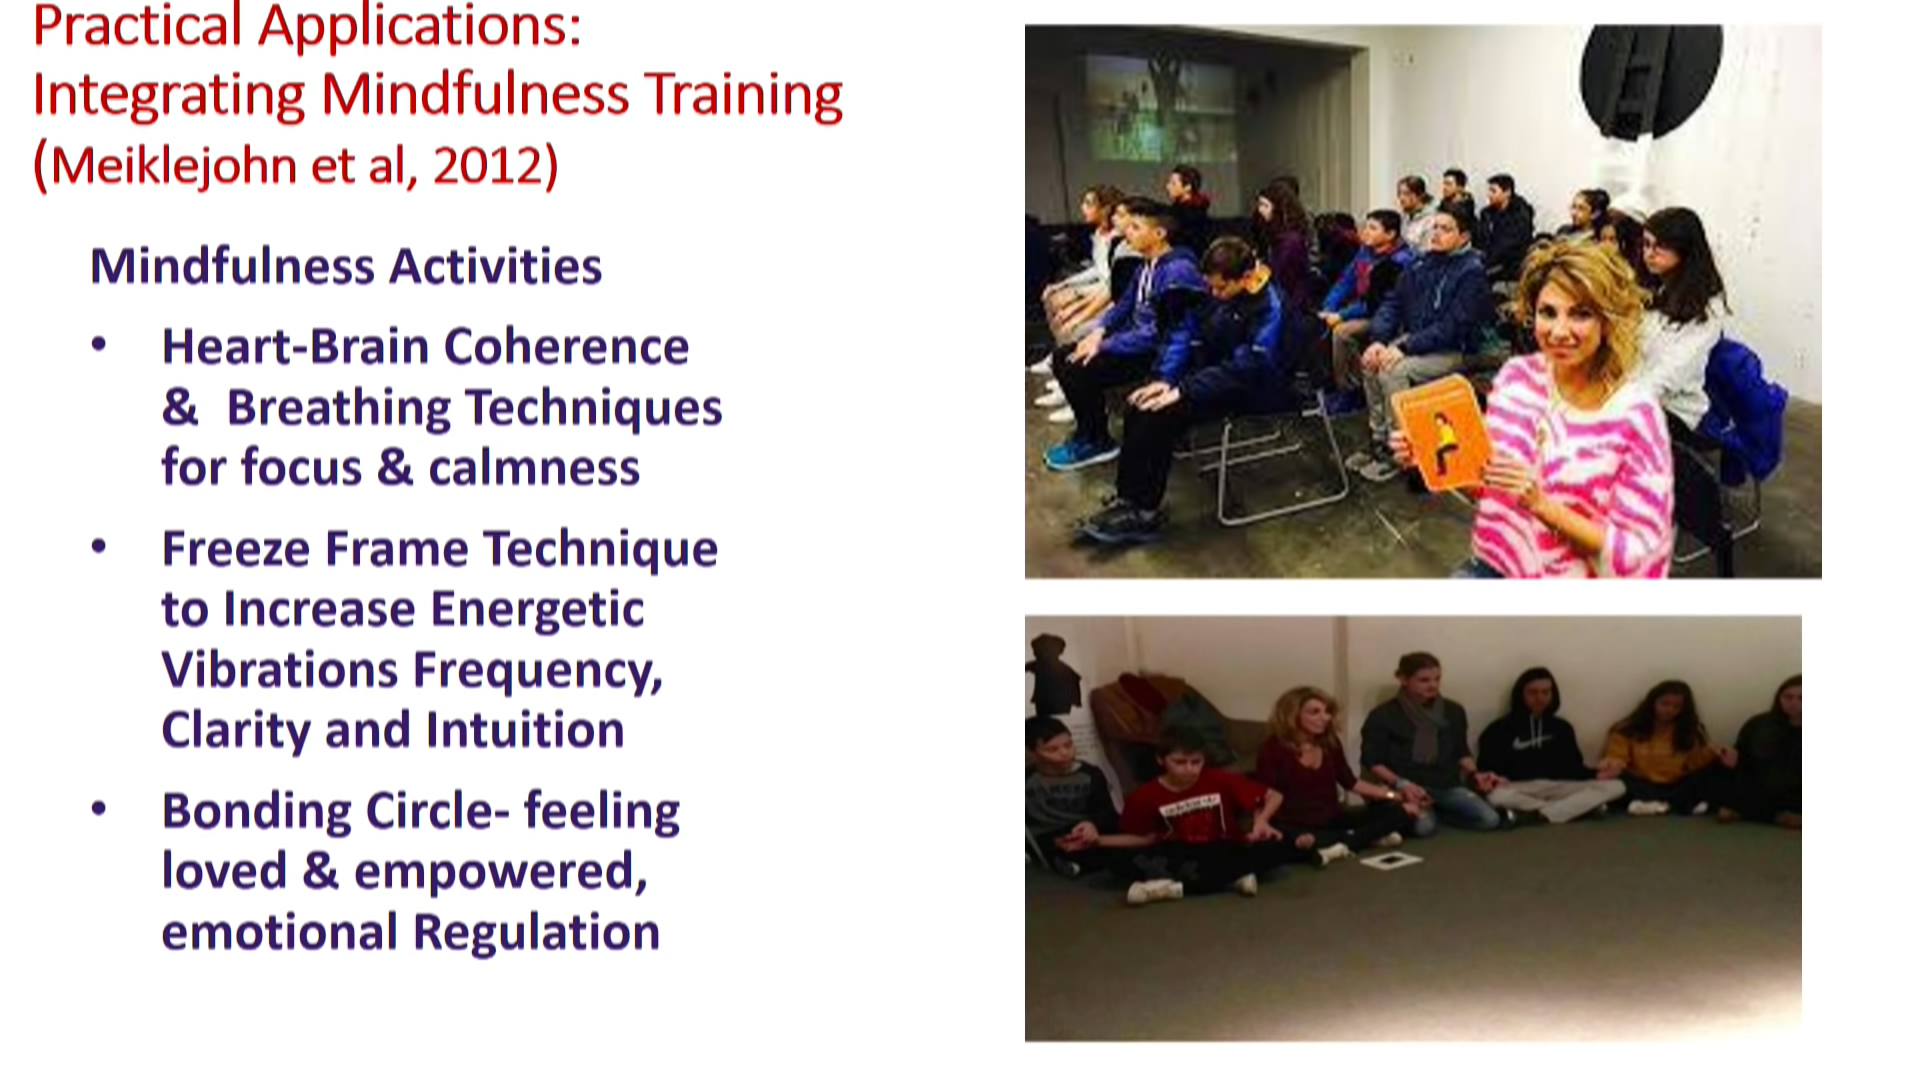 Practical Applications:
Integrating Mindfulness Training
(Meiklejohn et al, 2012)
Mindfulness Activities
• Heart-Brain Coherence
& Breathing Techniques
for focus & calmness
• Freeze Frame Technique
to Increase Energetic
Vibrations Frequency,
Clarity and Intuition
• Bonding Circle- feeling
loved & empowered,
emotional Regulation